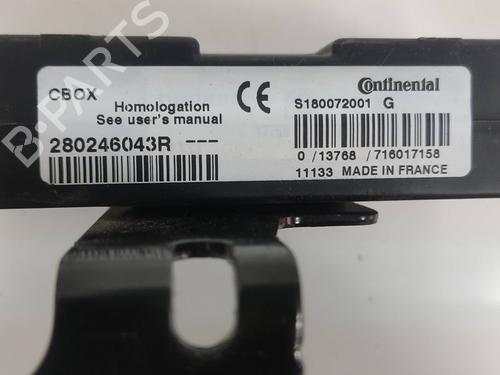 CBOX
Homologation
See user's manual
280246043R ---
CE
Continental
S180072001 G
0 /13768 /716017158
11133 MADE IN FRANCE
B-PARTS